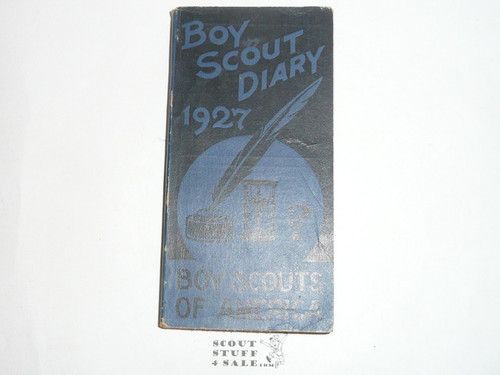 BOY
SCOUT
DIARY
1927
?
BOY SCOUTS
OF AMERICA
SCOUT
STUFF
4 SALE.com